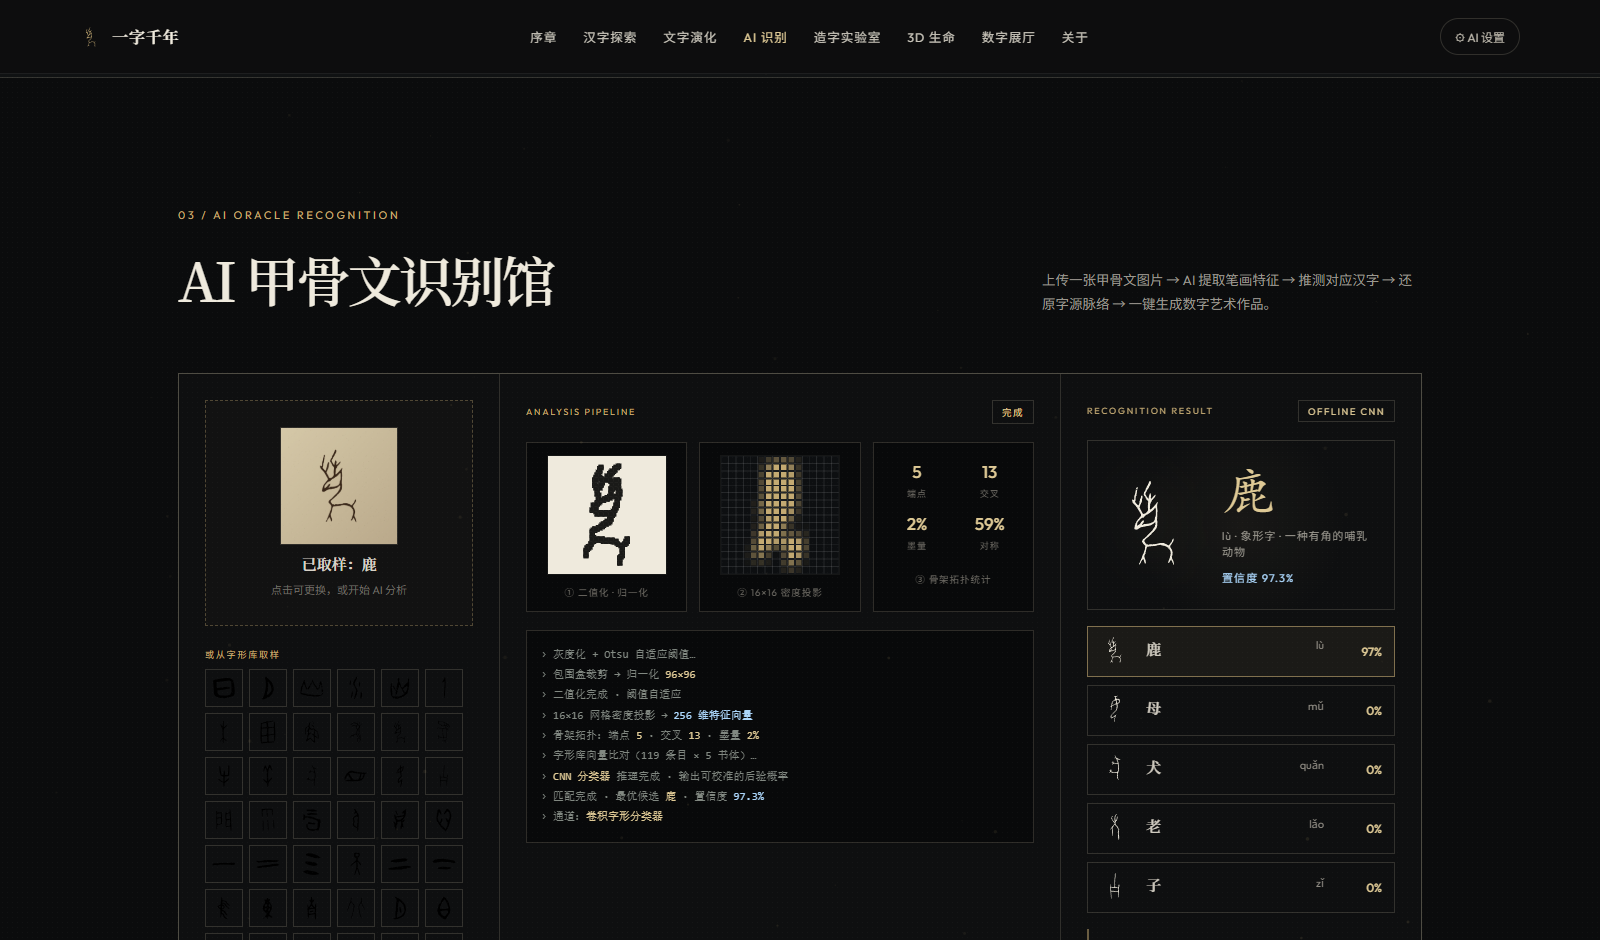 一字千年
序章
汉字探索
文字演化
AI 识别
造字实验室
3D 生命
数字展厅
关于
AI 设置
03 / AI ORACLE RECOGNITION
AI 甲骨文识别馆
上传一张甲骨文图片 → AI 提取笔画特征 → 推测对应汉字 → 还
原字源脉络 → 一键生成数字艺术作品。
已取样：鹿
点击可更换，或开始 AI 分析
或从字形库取样
ANALYSIS PIPELINE
完成
① 二值化 · 归一化
② 16×16 密度投影
5
13
端点
交叉
2%
59%
墨量
对称
③ 骨架拓扑统计
› 灰度化 + Otsu 自适应阈值…
› 包围盒裁剪 → 归一化 96×96
› 二值化完成 · 阈值自适应
› 16×16 网格密度投影 → 256 维特征向量
› 骨架拓扑：端点 5 · 交叉 13 · 墨量 2%
› 字形库向量比对（119 条目 × 5 书体）…
› CNN 分类器 推理完成 · 输出可校准的后验概率
› 匹配完成 · 最优候选 鹿 · 置信度 97.3%
› 通道：卷积字形分类器
RECOGNITION RESULT
OFFLINE CNN
鹿
lù · 象形字 · 一种有角的哺乳
动物
置信度 97.3%
鹿 lù 97%
母 mǔ 0%
犬 quǎn 0%
老 lǎo 0%
子 zǐ 0%